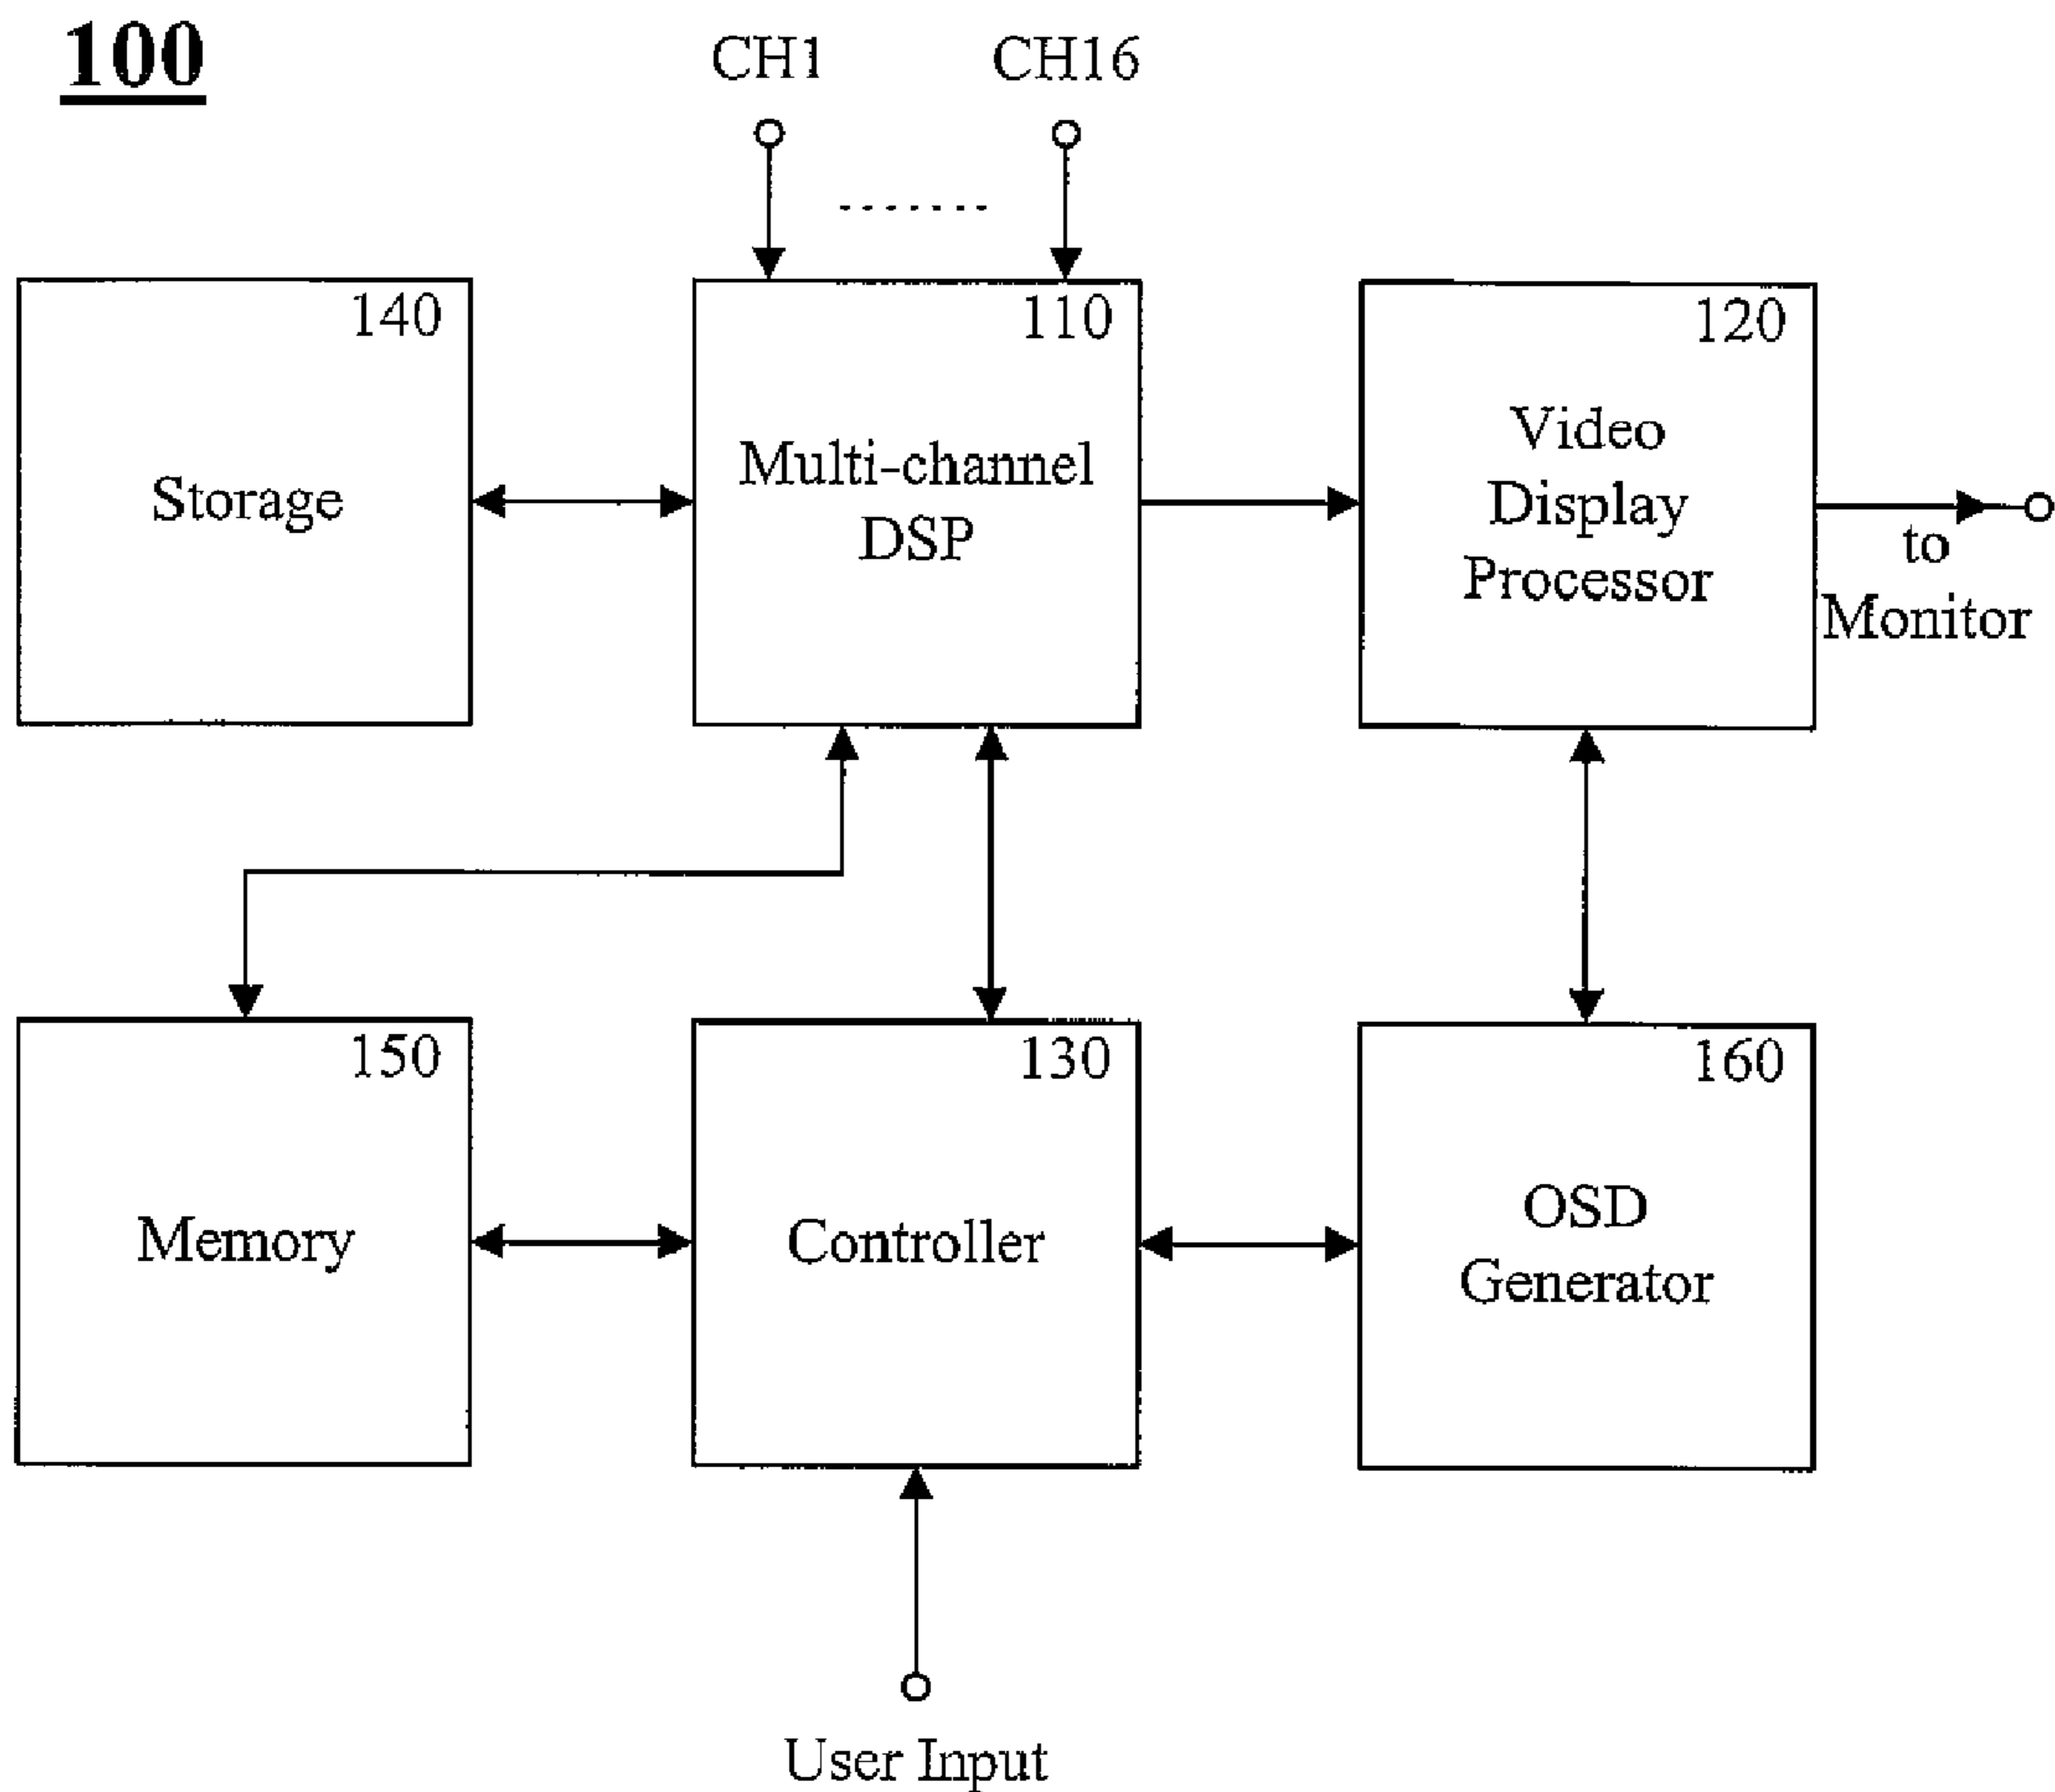 100
CH1 CH16
140
Storage
110
Multi-channel
DSP
120
Video
Display
Processor
to
Monitor
150
Memory
130
Controller
160
OSD
Generator
User Input